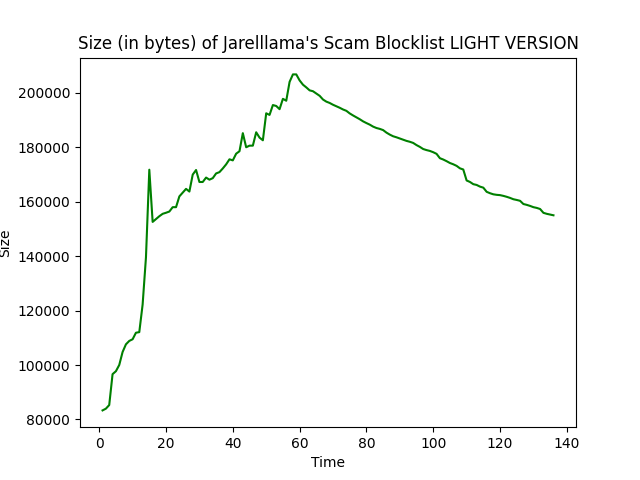 Size (in bytes) of Jarelllama's Scam Blocklist LIGHT VERSION
200000
180000
160000
140000
120000
100000
80000
Size
0 20 40 60 80 100 120 140
Time